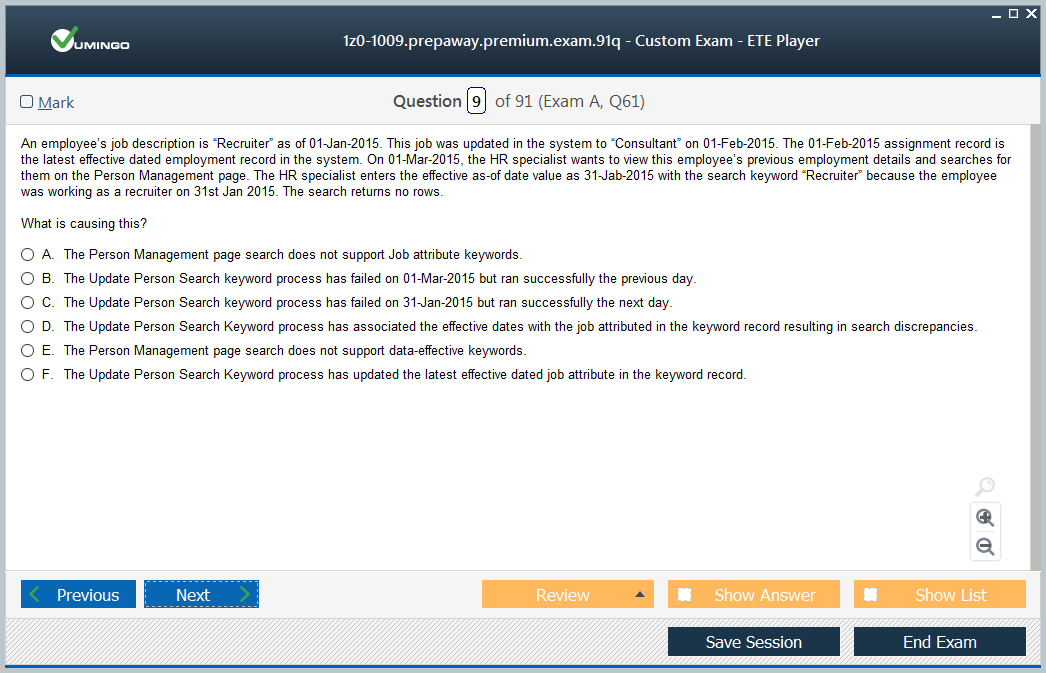 VUMINGO
1z0-1009.prepaway.premium.exam.91q - Custom Exam - ETE Player
Mark
Question 9 of 91 (Exam A, Q61)
An employee's job description is “Recruiter” as of 01-Jan-2015. This job was updated in the system to “Consultant” on 01-Feb-2015. The 01-Feb-2015 assignment record is
the latest effective dated employment record in the system. On 01-Mar-2015, the HR specialist wants to view this employee's previous employment details and searches for
them on the Person Management page. The HR specialist enters the effective as-of date value as 31-Jab-2015 with the search keyword “Recruiter” because the employee
was working as a recruiter on 31st Jan 2015. The search returns no rows.
What is causing this?
A. The Person Management page search does not support Job attribute keywords.
B. The Update Person Search keyword process has failed on 01-Mar-2015 but ran successfully the previous day.
C. The Update Person Search keyword process has failed on 31-Jan-2015 but ran successfully the next day.
D. The Update Person Search Keyword process has associated the effective dates with the job attributed in the keyword record resulting in search discrepancies.
E. The Person Management page search does not support data-effective keywords.
F. The Update Person Search Keyword process has updated the latest effective dated job attribute in the keyword record.
Previous
Next
Review
Show Answer
Show List
Save Session
End Exam